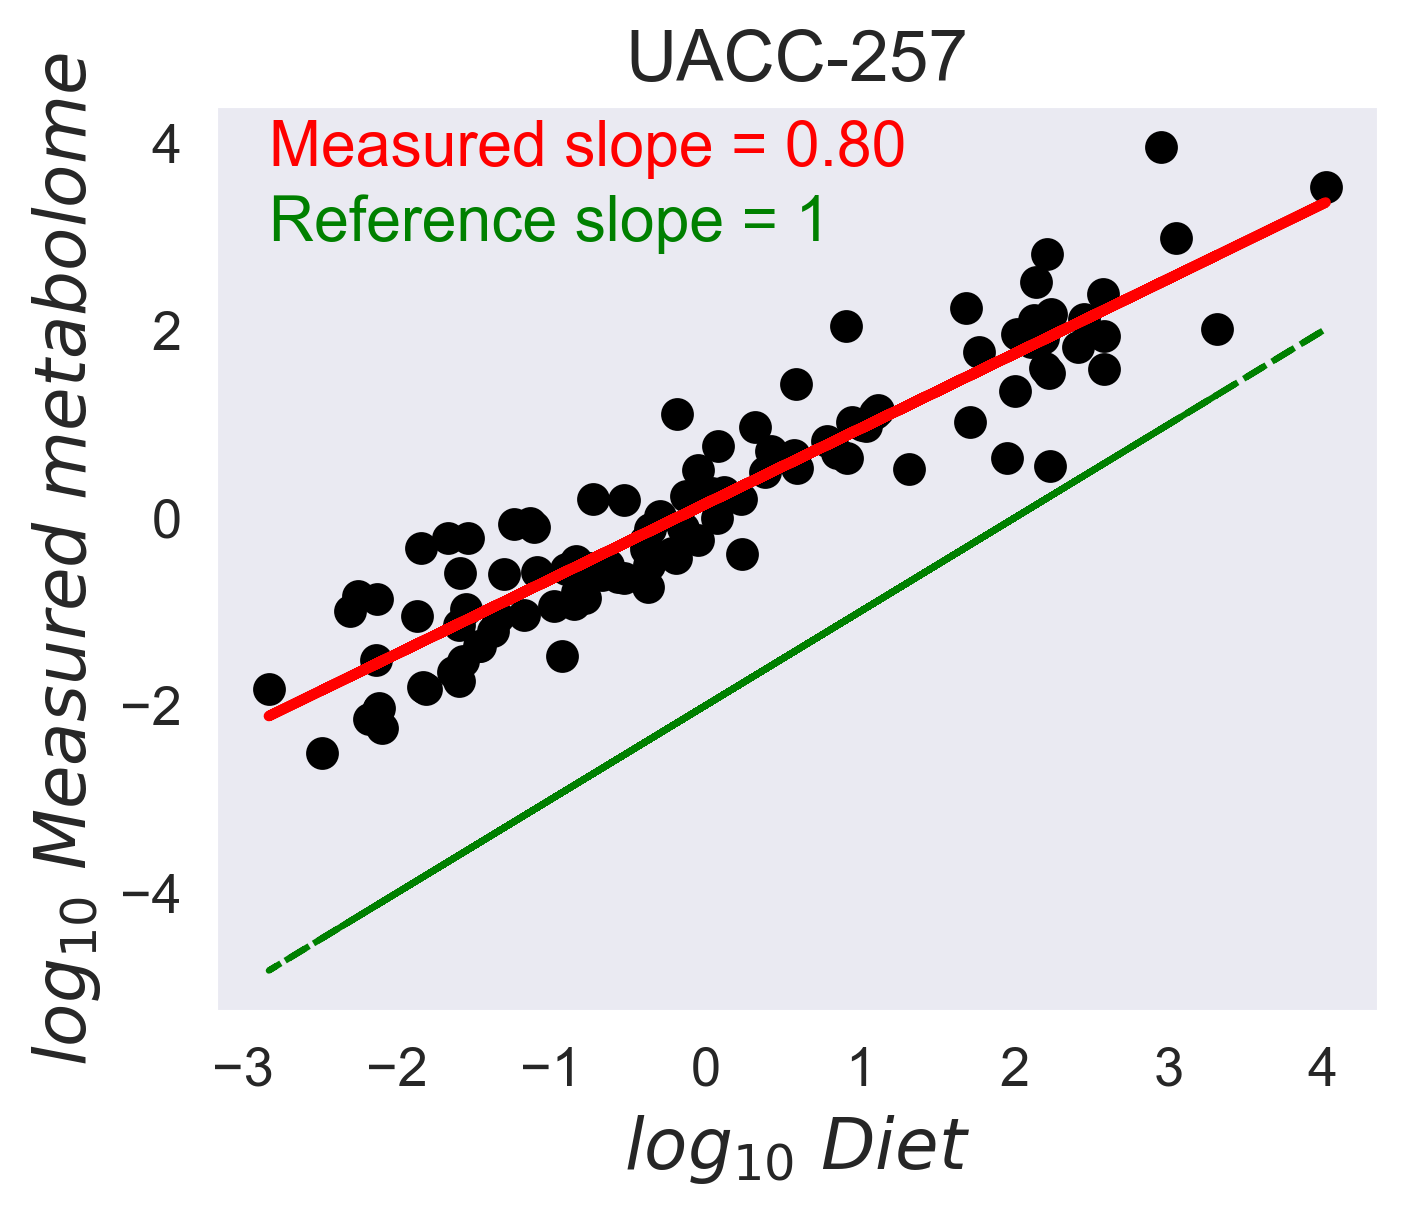 UACC-257
Measured slope = 0.80
Reference slope = 1
log10 Measured metabolome
4
2
0
−2
−4
−3 −2 −1 0 1 2 3 4
log10 Diet